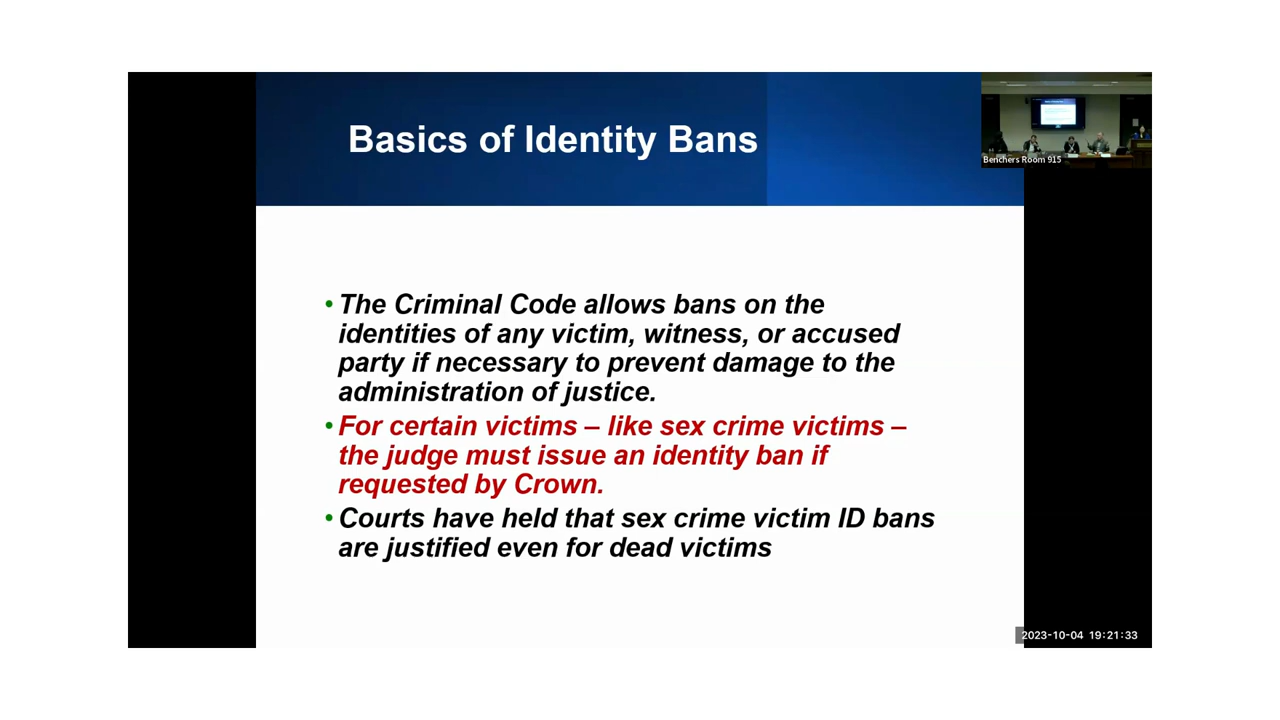 Basics of Identity Bans
Benchers Room 915
• The Criminal Code allows bans on the
identities of any victim, witness, or accused
party if necessary to prevent damage to the
administration of justice.
• For certain victims – like sex crime victims –
the judge must issue an identity ban if
requested by Crown.
• Courts have held that sex crime victim ID bans
are justified even for dead victims
2023-10-04 19:21:33